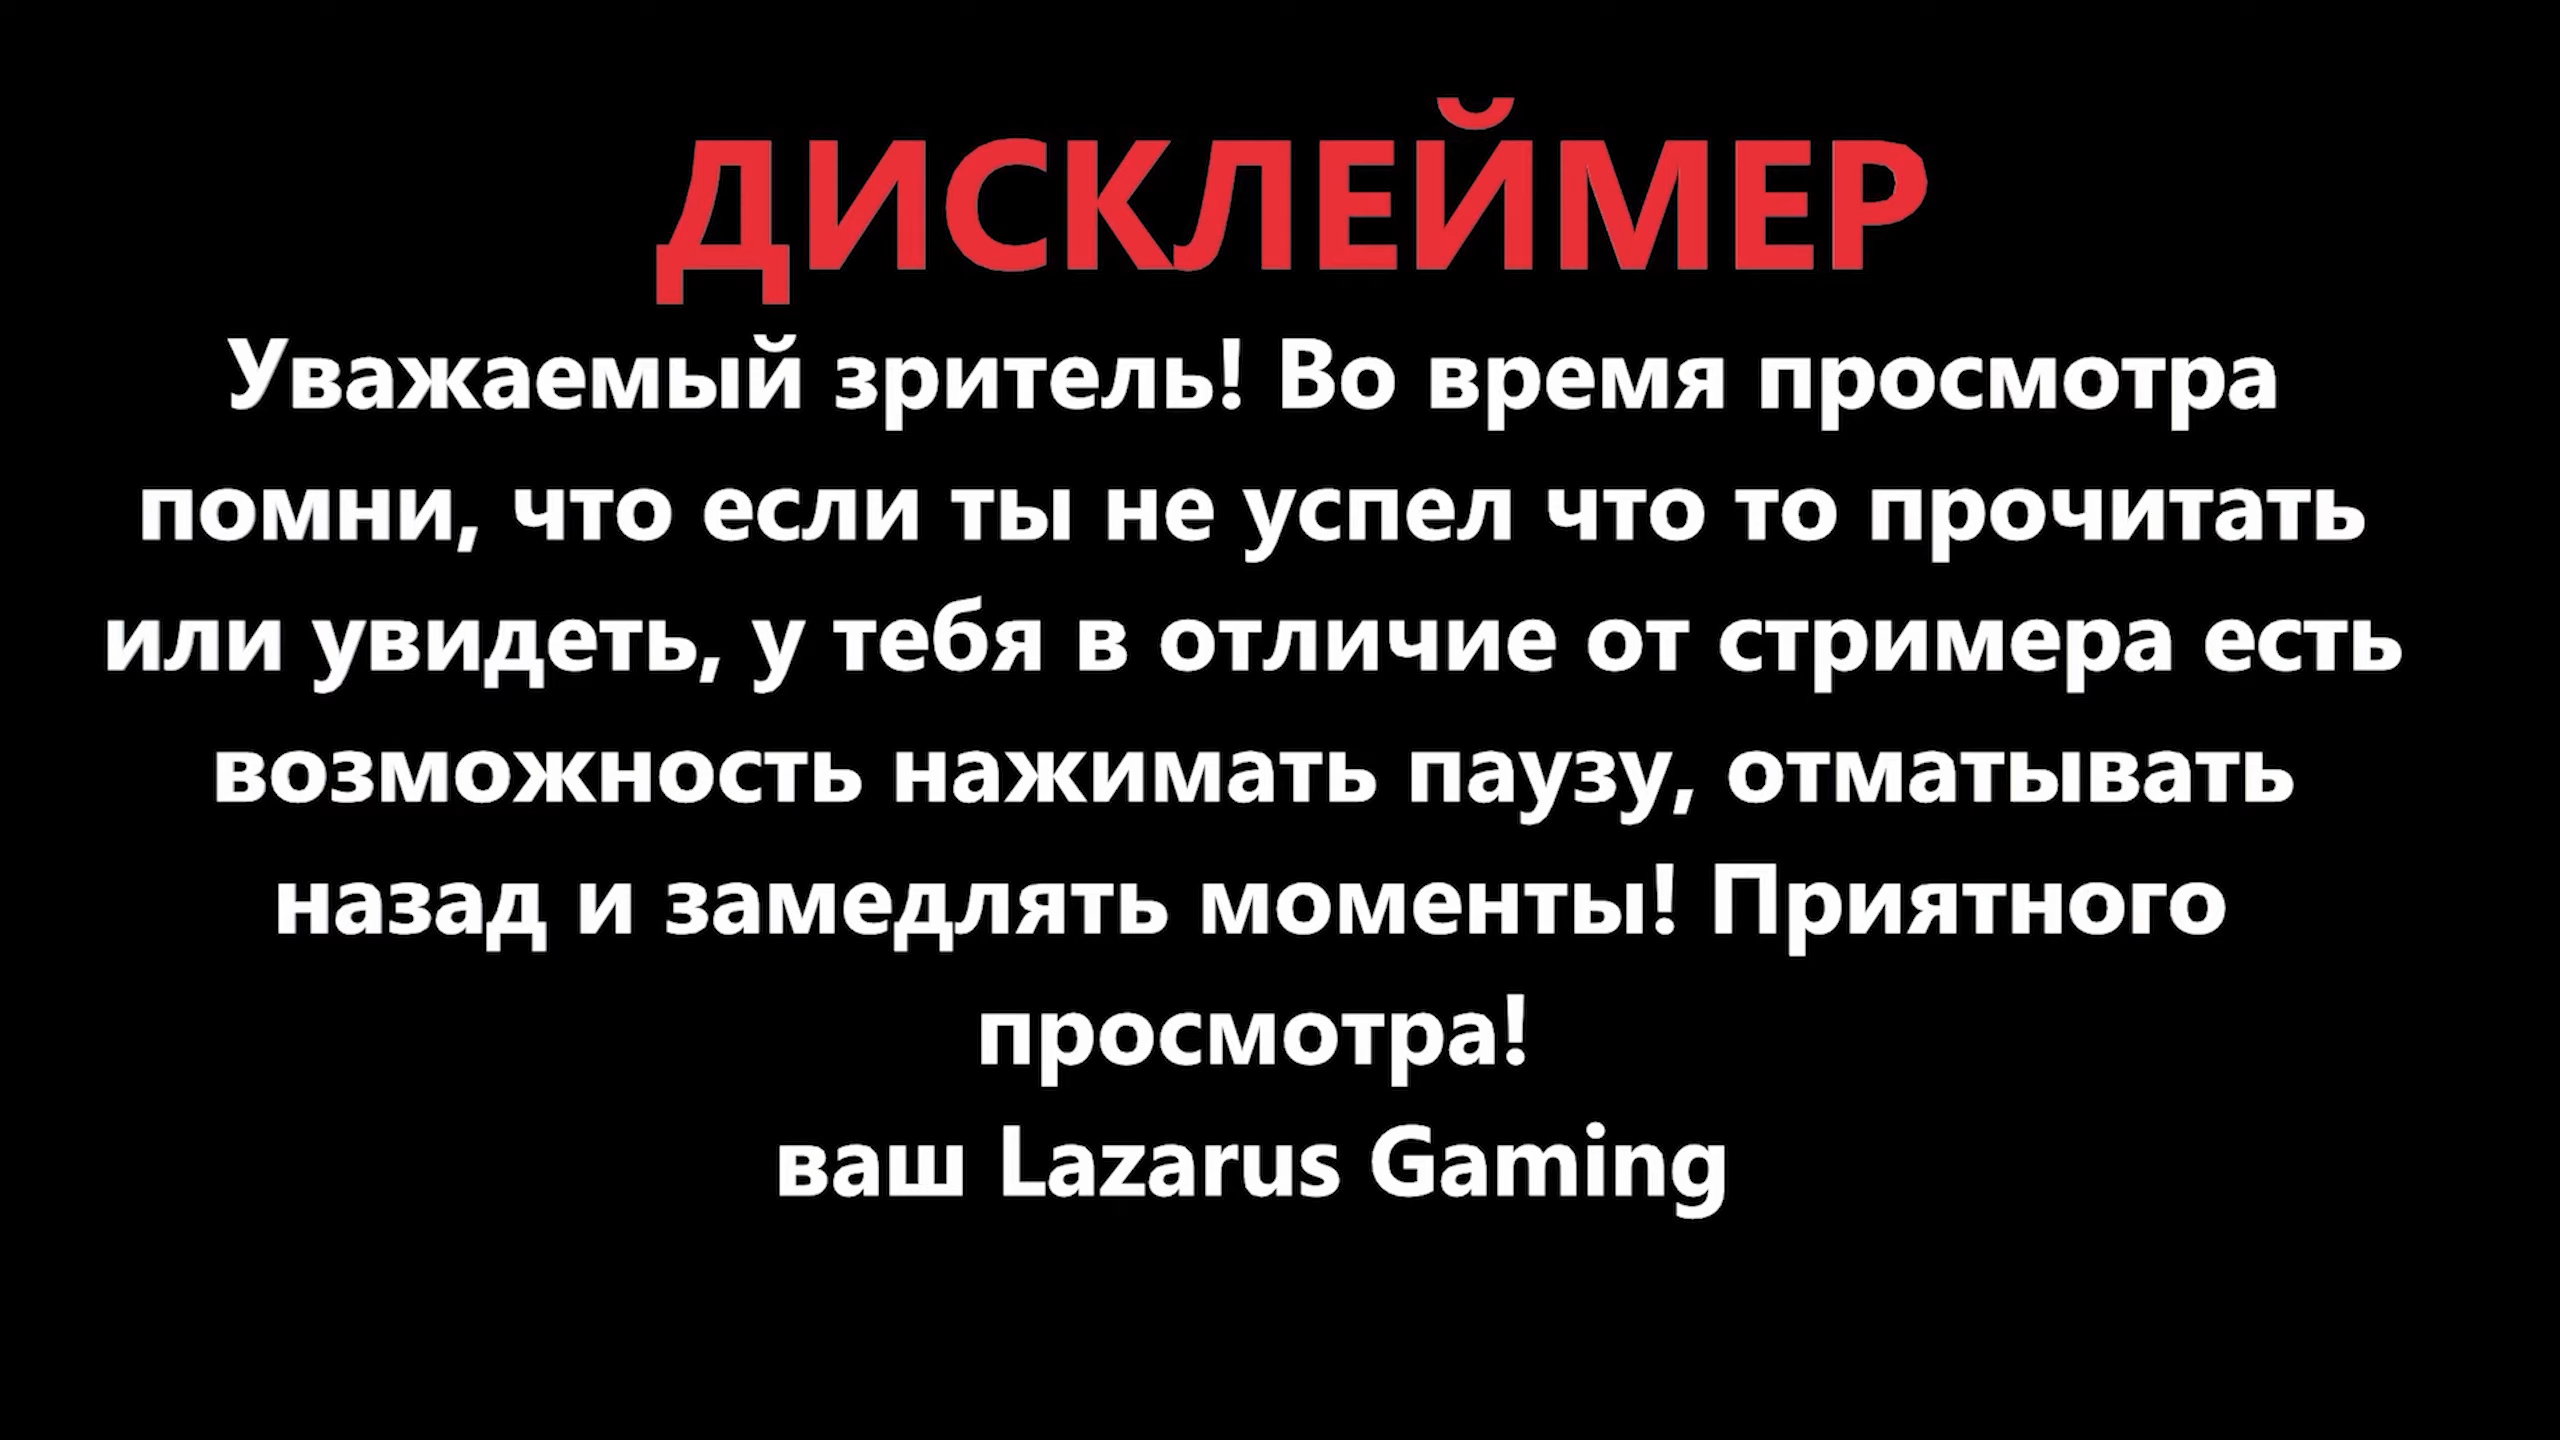 ДИСКЛЕЙМЕР
Уважаемый зритель! Во время просмотра
помни, что если ты не успел что то прочитать
или увидеть, у тебя в отличие от стримера есть
возможность нажимать паузу, отматывать
назад и замедлять моменты! Приятного
просмотра!
ваш Lazarus Gaming